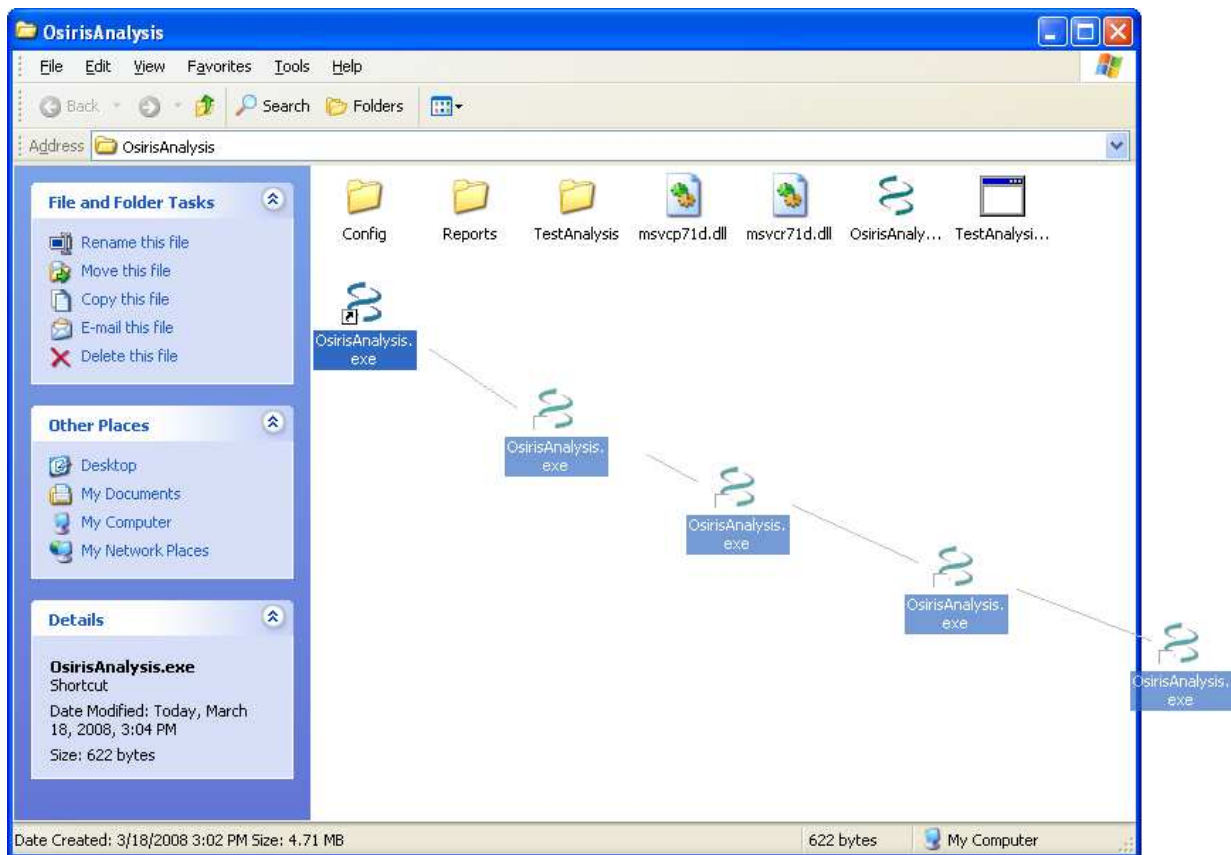 OsirisAnalysis
File Edit View Favorites Tools Help
Back Search Folders
Address OsirisAnalysis
File and Folder Tasks
Rename this file
Move this file
Copy this file
E-mail this file
Delete this file
Other Places
Desktop
My Documents
My Computer
My Network Places
Details
OsirisAnalysis.exe
Shortcut
Date Modified: Today, March
18, 2008, 3:04 PM
Size: 622 bytes
Config Reports TestAnalysis msvcp71d.dll msvcr71d.dll OsirisAnaly... TestAnalysi...
OsirisAnalysis.
exe
OsirisAnalysis.
exe
OsirisAnalysis.
exe
OsirisAnalysis.
exe
OsirisAnalysis.
exe
Date Created: 3/18/2008 3:02 PM Size: 4.71 MB 622 bytes My Computer